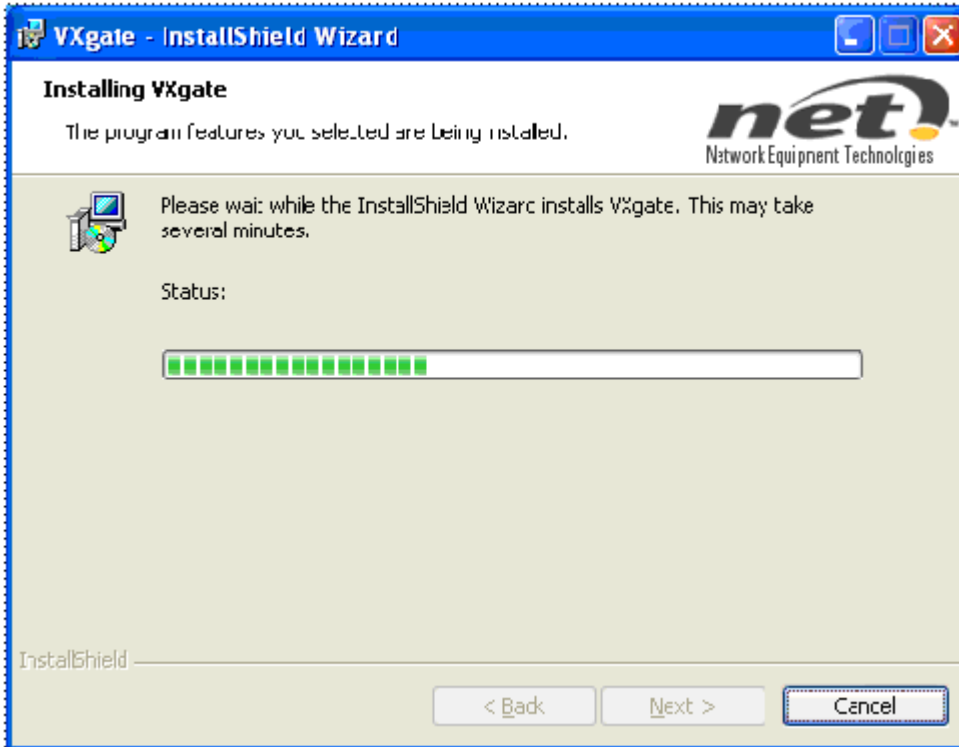 VXgate - InstallShield Wizard
Installing VXgate
The program features you selected are being installed.
net
Network Equipment Technologies
Please wait while the InstallShield Wizard installs VXgate. This may take
several minutes.
Status:
InstallShield
< Back
Next >
Cancel